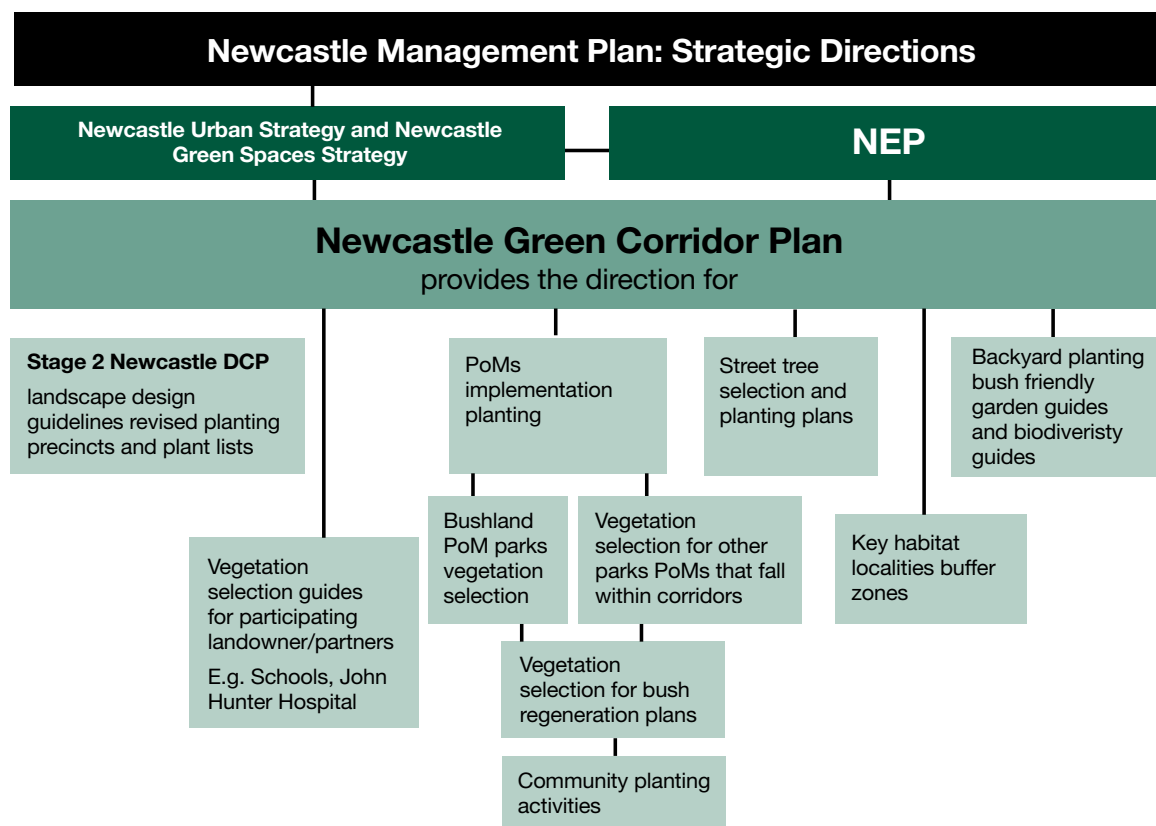 Newcastle Management Plan: Strategic Directions
Newcastle Urban Strategy and Newcastle
Green Spaces Strategy
NEP
Newcastle Green Corridor Plan
provides the direction for
Stage 2 Newcastle DCP
landscape design
guidelines revised planting
precincts and plant lists
PoMs
implementation
planting
Street tree
selection and
planting plans
Backyard planting
bush friendly
garden guides
and biodiveristy
guides
Vegetation
selection guides
for participating
landowner/partners
E.g. Schools, John
Hunter Hospital
Bushland
PoM parks
vegetation
selection
Vegetation
selection for other
parks PoMs that fall
within corridors
Key habitat
localities buffer
zones
Vegetation
selection for bush
regeneration plans
Community planting
activities